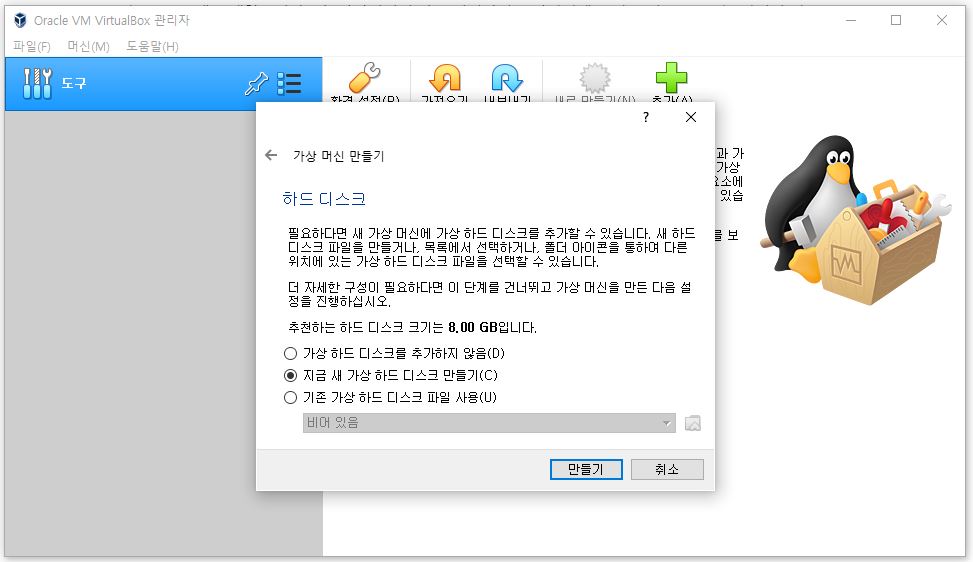 Oracle VM VirtualBox 관리자
파일(F) 머신(M) 도움말(H)
도구
환경 설정(P) 가져오기 내보내기 새로 만들기(N) 추가(A)
?
가상 머신 만들기
과 가
가상
요소에
있습
를 보
하드 디스크
필요하다면 새 가상 머신에 가상 하드 디스크를 추가할 수 있습니다. 새 하드
디스크 파일을 만들거나, 목록에서 선택하거나, 폴더 아이콘을 통하여 다른
위치에 있는 가상 하드 디스크 파일을 선택할 수 있습니다.
더 자세한 구성이 필요하다면 이 단계를 건너뛰고 가상 머신을 만든 다음 설
정을 진행하십시오.
추천하는 하드 디스크 크기는 8.00 GB입니다.
가상 하드 디스크를 추가하지 않음(D)
지금 새 가상 하드 디스크 만들기(C)
기존 가상 하드 디스크 파일 사용(U)
비어 있음
만들기 취소